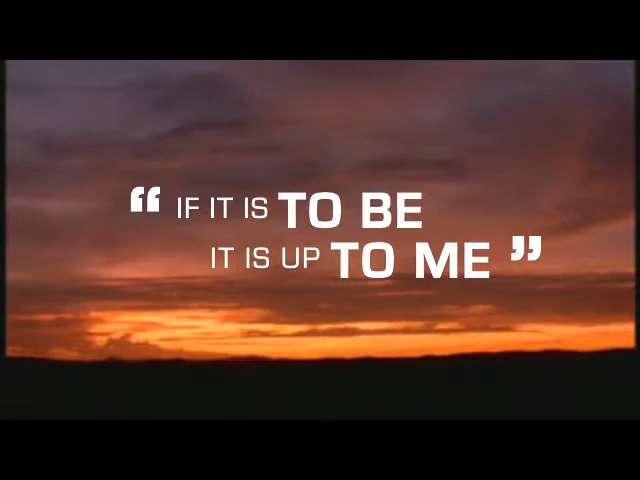 “ IF IT IS TO BE
IT IS UP TO ME ”